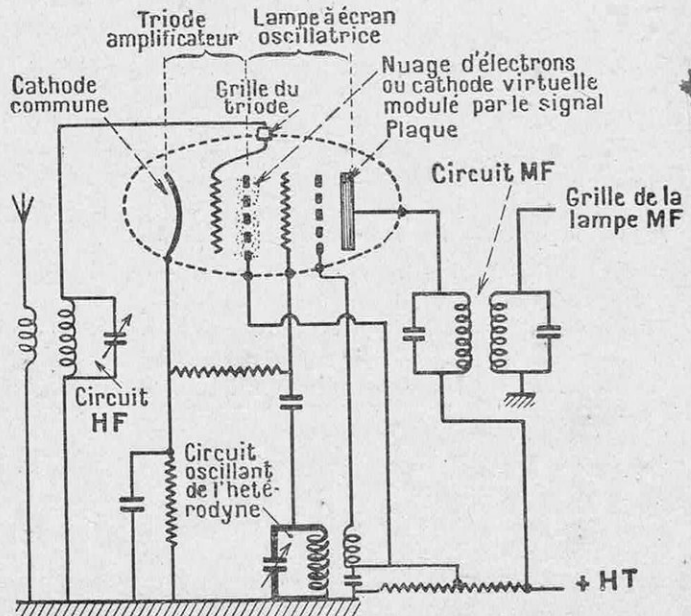 Triode
amplificateur
Lampe à écran
oscillatrice
Cathode
commune
Grille du
triode
Nuage d'électrons
ou cathode virtuelle
modulé par le signal
Plaque
Circuit MF
Grille de la
lampe MF
Circuit
HF
Circuit
oscillant
de l'heté-
rodyne
+ HT